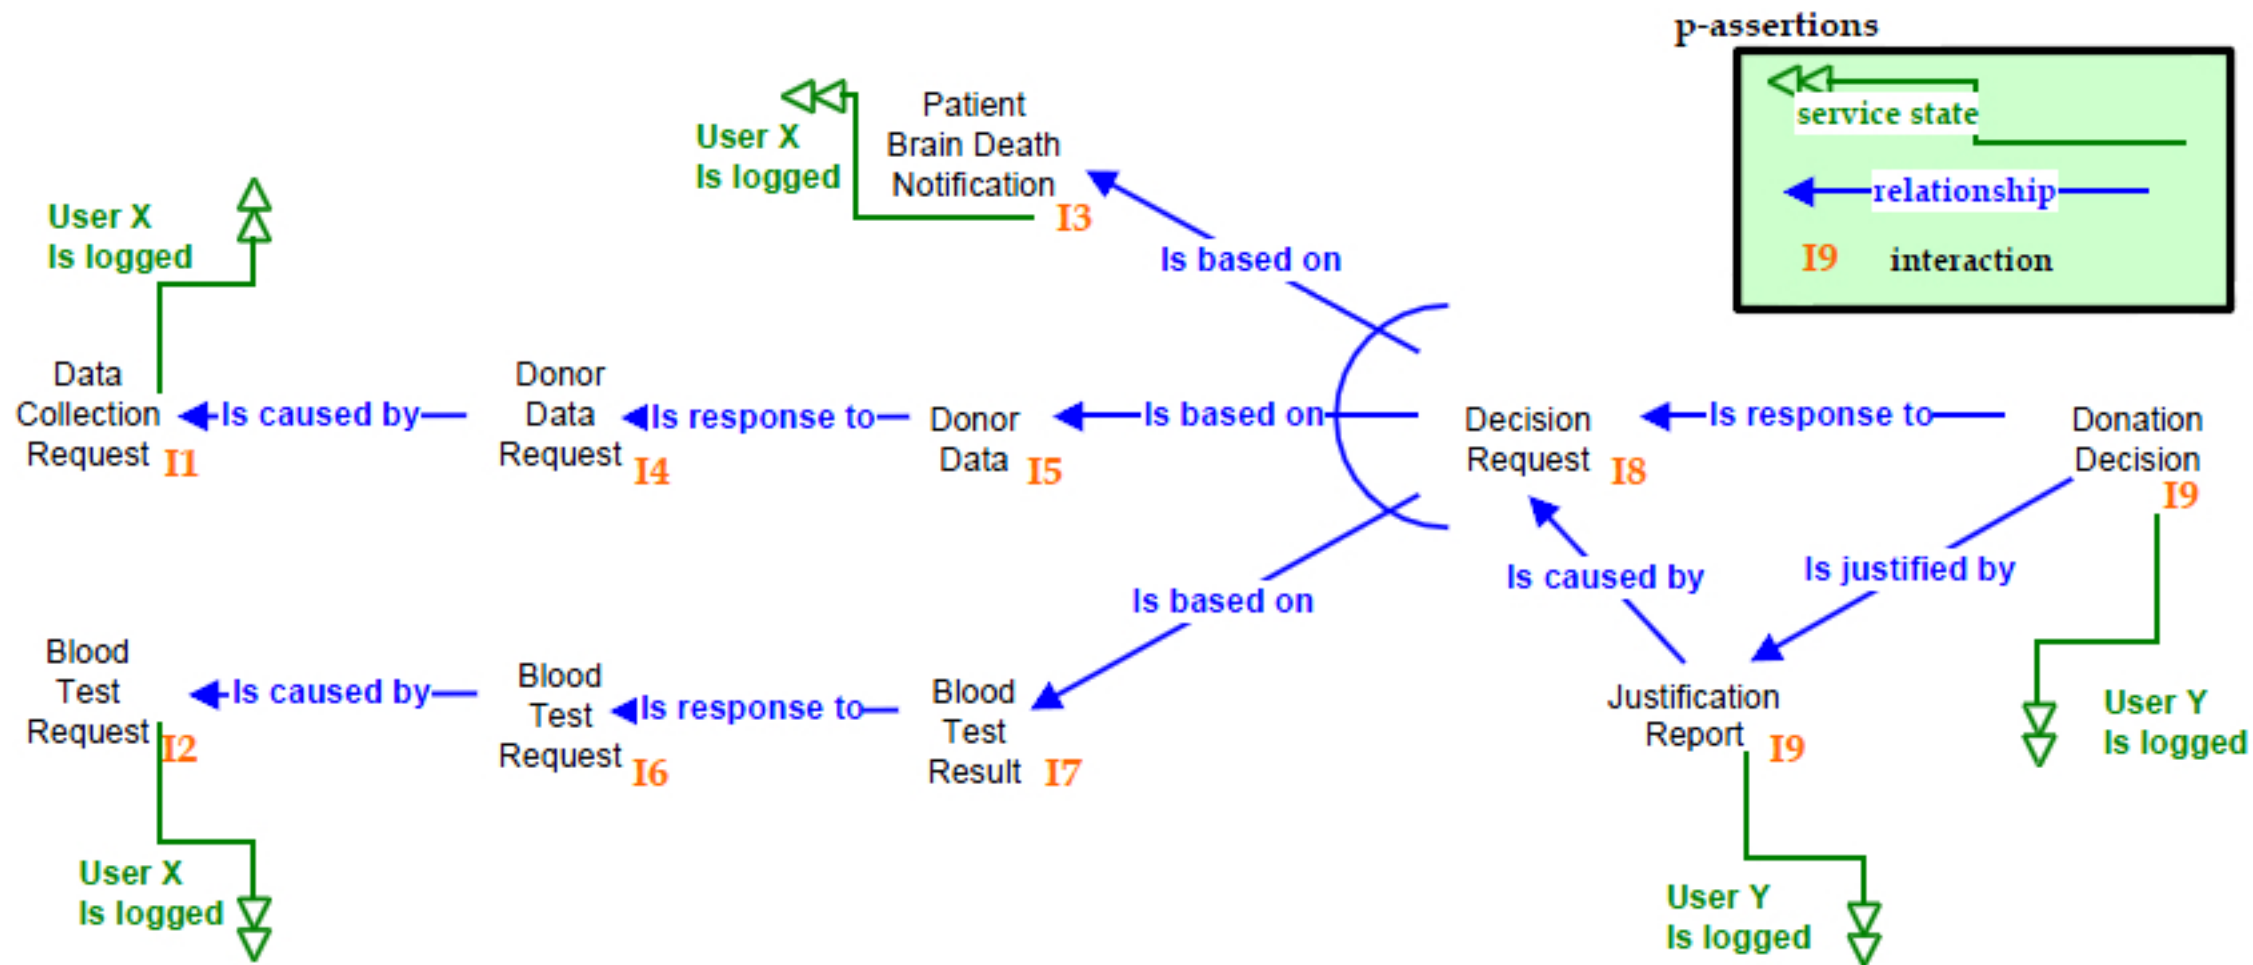 p-assertions
service state
relationship
I9 interaction
User X
Is logged
Patient
Brain Death
Notification
I3
User X
Is logged
Is based on
Data
Collection
Request I1
Is caused by
Donor
Data
Request I4
Is response to
Donor
Data I5
Is based on
Decision
Request I8
Is response to
Donation
Decision
I9
Is caused by
Is justified by
Is based on
Blood
Test
Request I2
Is caused by
Blood
Test
Request I6
Is response to
Blood
Test
Result I7
Justification
Report I9
User Y
Is logged
User X
Is logged
User Y
Is logged